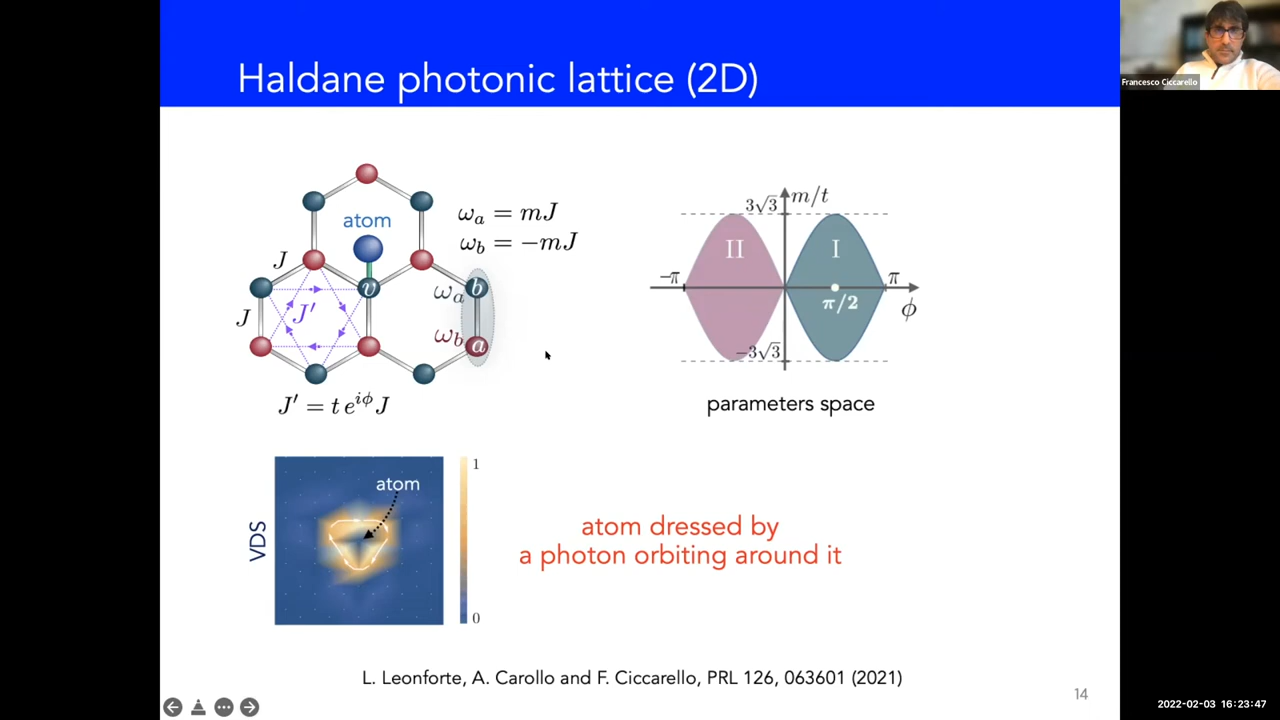 Haldane photonic lattice (2D)
Francesco Ciccarello
atom
J
J
J'
v
ω_a = mJ
ω_b = −mJ
ω_a
b
ω_b
a
J' = t e^{iϕ} J
3√3
m/t
II
I
−π
π
π/2
ϕ
−3√3
parameters space
VDS
atom
1
0
atom dressed by
a photon orbiting around it
L. Leonforte, A. Carollo and F. Ciccarello, PRL 126, 063601 (2021)
14
2022-02-03 16:23:47